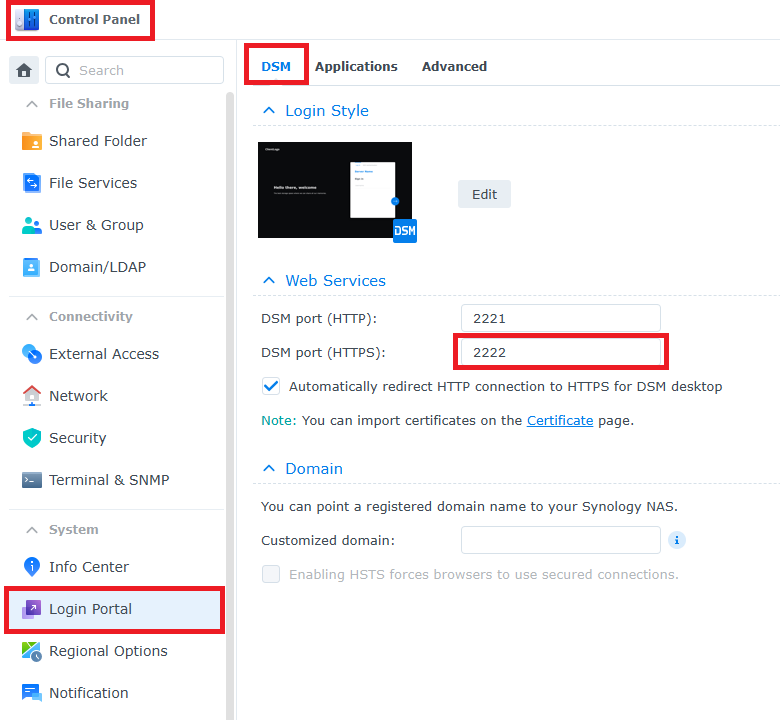 Control Panel
Search
File Sharing
Shared Folder
File Services
User & Group
Domain/LDAP
Connectivity
External Access
Network
Security
Terminal & SNMP
System
Info Center
Login Portal
Regional Options
Notification
DSM Applications Advanced
Login Style
Hello there, welcome
DSM
Edit
Web Services
DSM port (HTTP): 2221
DSM port (HTTPS): 2222
Automatically redirect HTTP connection to HTTPS for DSM desktop
Note: You can import certificates on the Certificate page.
Domain
You can point a registered domain name to your Synology NAS.
Customized domain:
Enabling HSTS forces browsers to use secured connections.